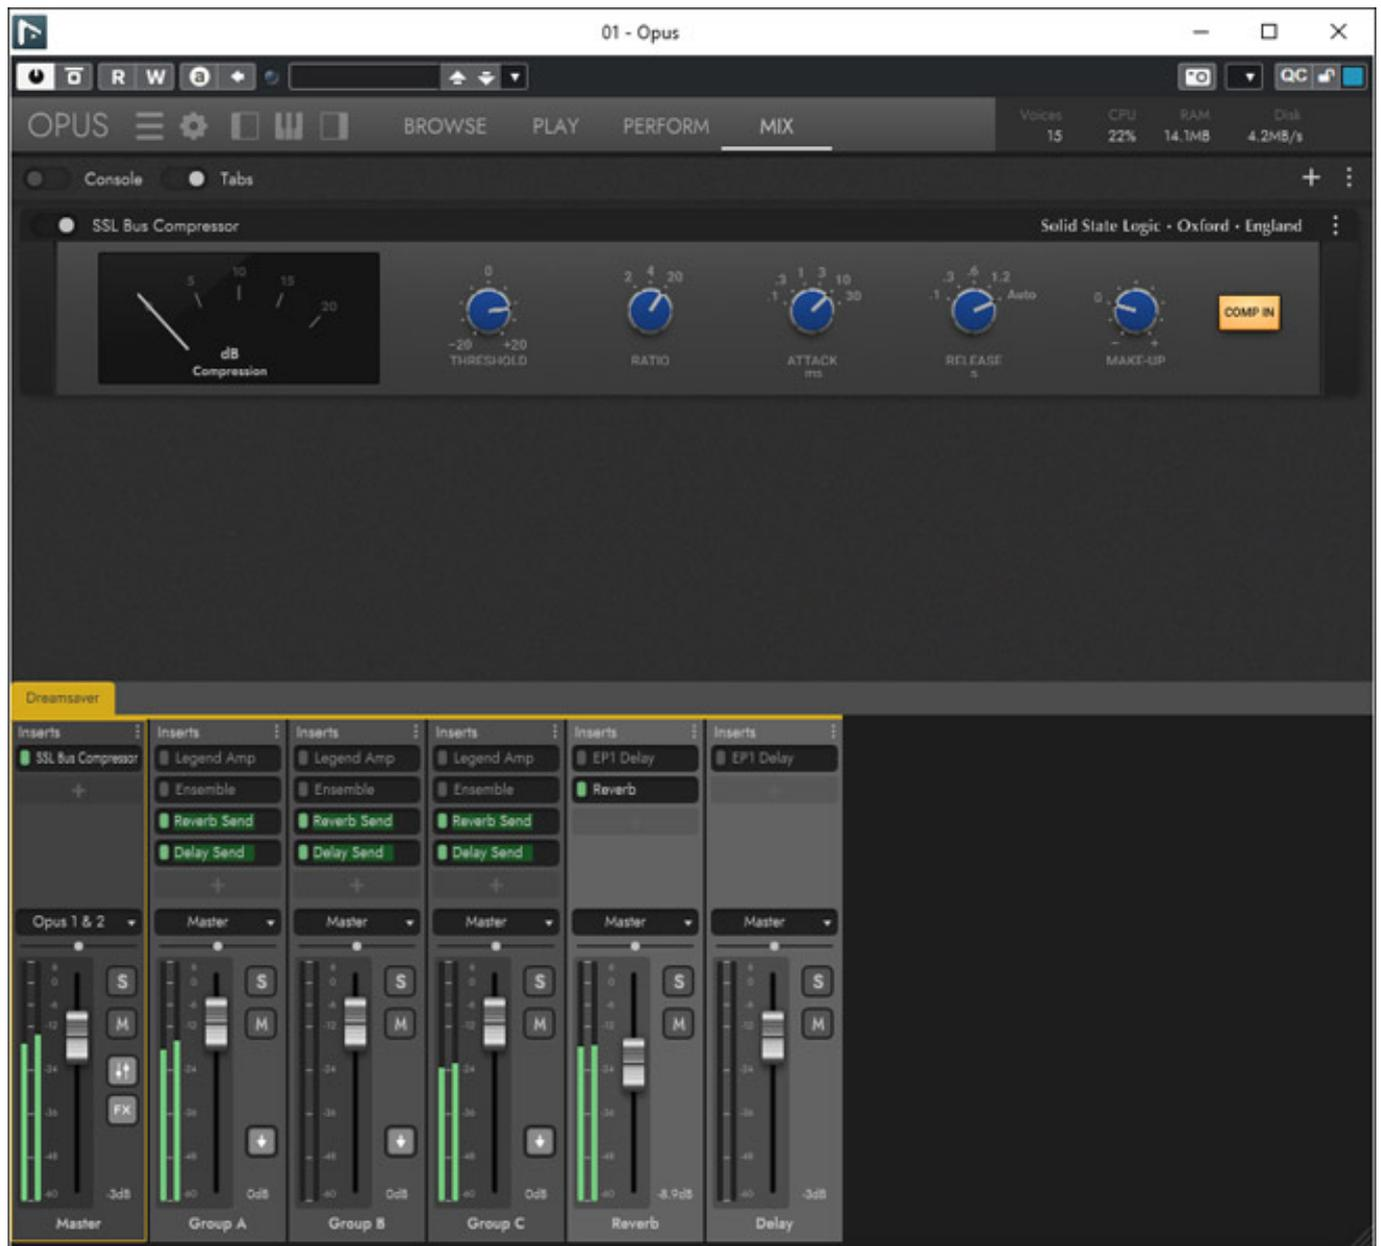 01 - Opus
R W a QC
OPUS BROWSE PLAY PERFORM MIX Voices 15 CPU 22% RAM 14.1MB Disk 4.2MB/s
Console Tabs +
SSL Bus Compressor Solid State Logic • Oxford • England
5 10 15 20
dB
Compression
0
-20 +20
THRESHOLD
2 4 20
RATIO
.1 .3 1 3 10 30
ATTACK
ms
.1 .3 .6 1.2 Auto
RELEASE
s
0
- +
MAKE-UP
COMP IN
Dreamsaver
Inserts Inserts Inserts Inserts Inserts Inserts
SSL Bus Compressor Legend Amp Legend Amp Legend Amp EP1 Delay EP1 Delay
+ Ensemble Ensemble Ensemble Reverb +
Reverb Send Reverb Send Reverb Send +
Delay Send Delay Send Delay Send
+ + +
Opus 1 & 2 Master Master Master Master Master
S S S S S S
M M M M M M
FX
-3dB 0dB 0dB 0dB -8.9dB -3dB
Master Group A Group B Group C Reverb Delay